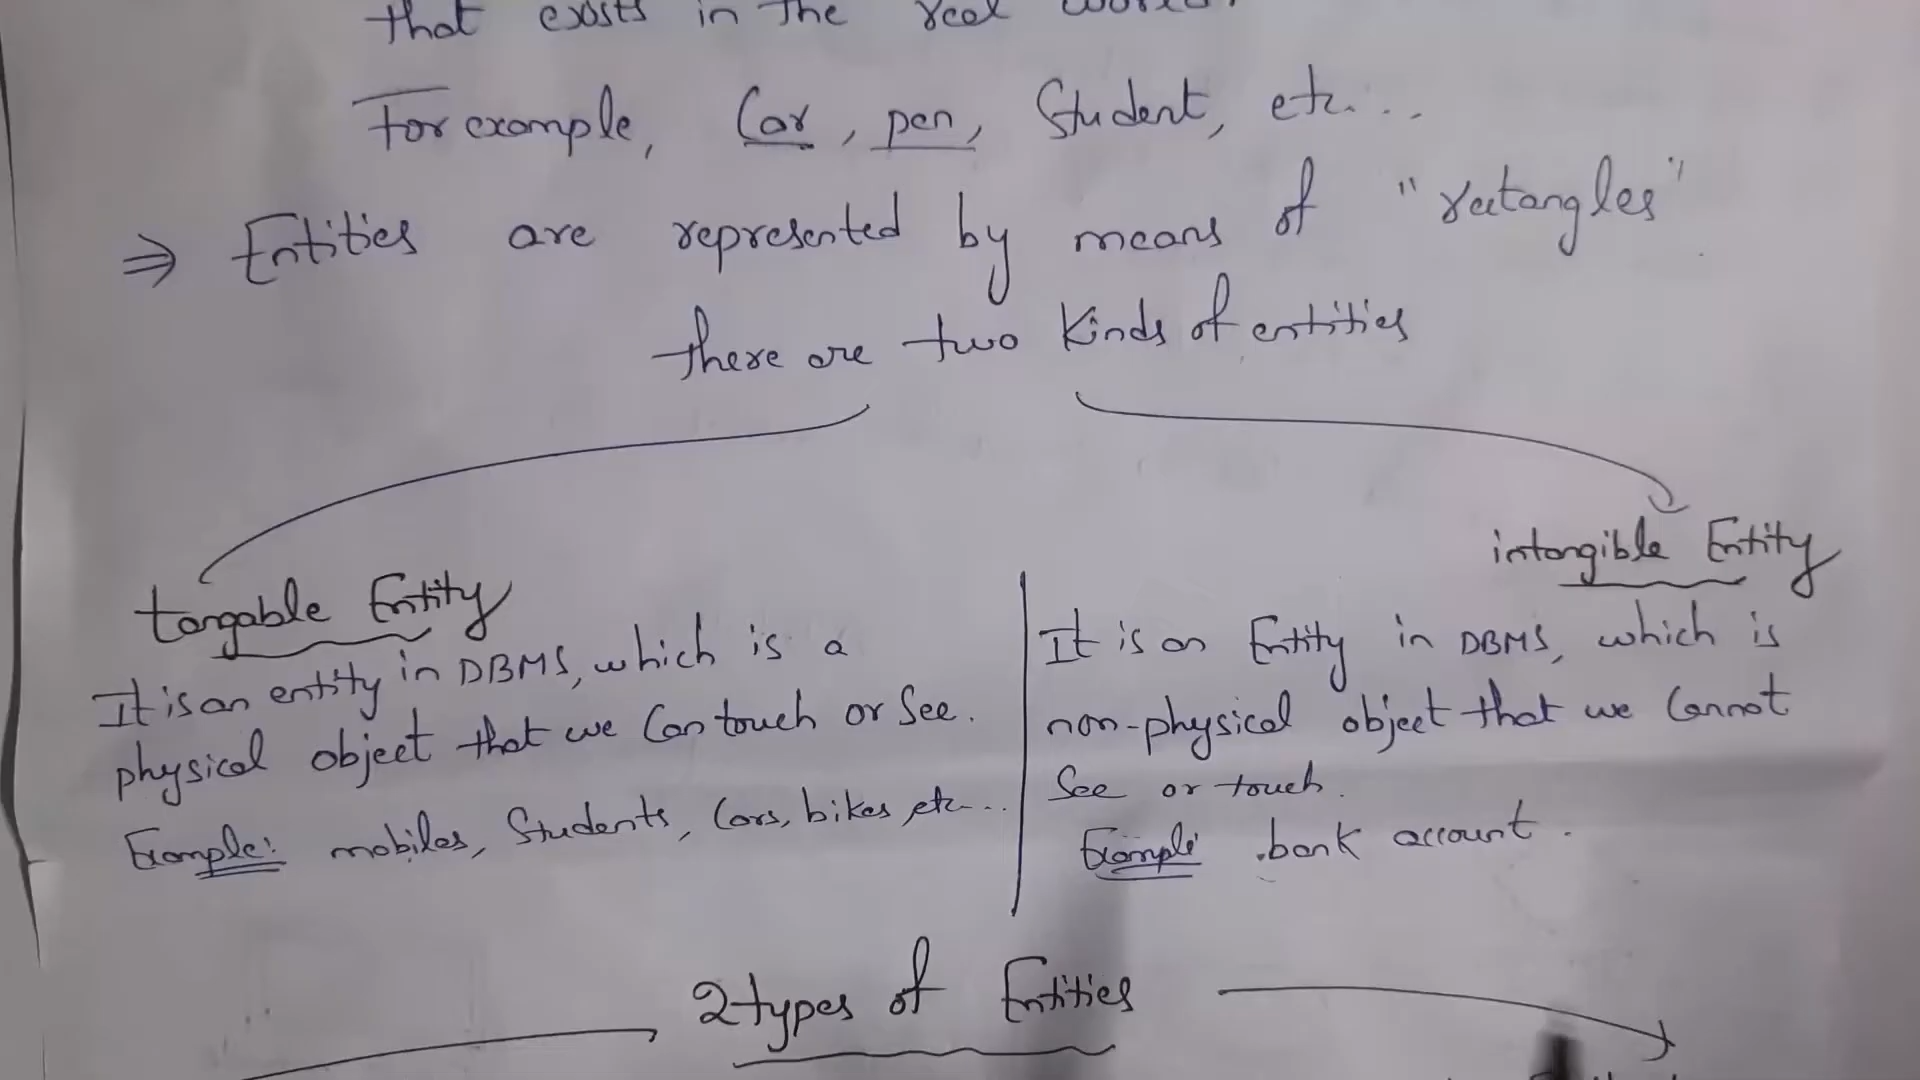 that exists in the real world.
For example, Car, pen, Student, etc...
⇒ Entities are represented by means of "rectangles"
there are two kinds of entities
tangable Entity
It is an entity in DBMS, which is a
physical object that we can touch or see.
Example: mobiles, Students, Cars, bikes, etc...
intangible Entity
It is an Entity in DBMS, which is
non-physical object that we Cannot
See or touch.
Example: bank account.
2 types of Entities